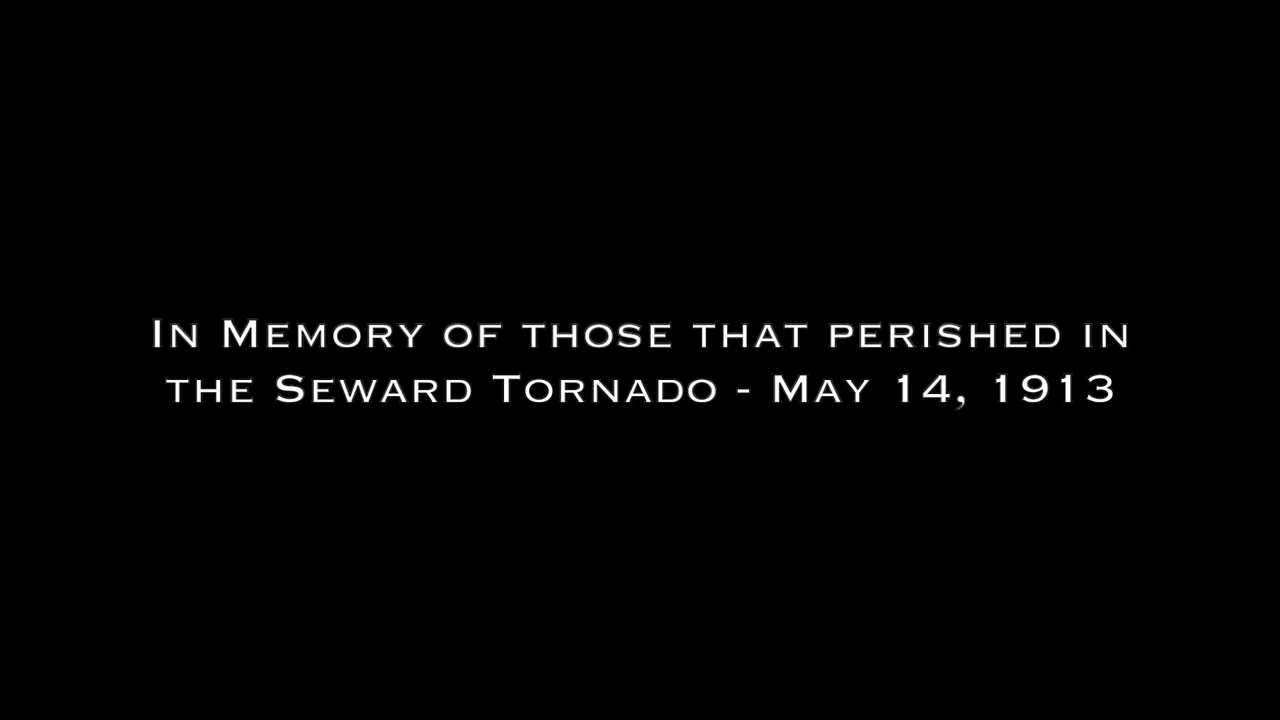 In Memory of those that perished in
the Seward Tornado - May 14, 1913